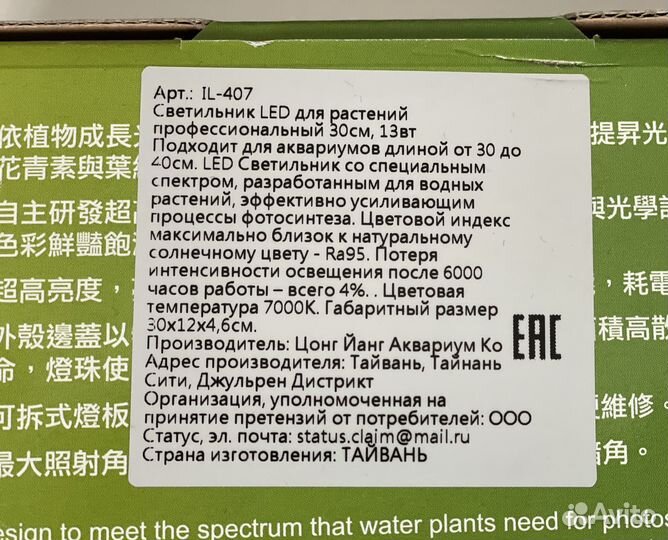 Арт.: IL-407
Светильник LED для растений
профессиональный 30см, 13вт
Подходит для аквариумов длиной от 30 до
40см. LED Светильник со специальным
спектром, разработанным для водных
растений, эффективно усиливающим
процессы фотосинтеза. Цветовой индекс
максимально близок к натуральному
солнечному цвету - Ra95. Потеря
интенсивности освещения после 6000
часов работы – всего 4%. . Цветовая
температура 7000К. Габаритный размер
30х12х4,6см.
Производитель: Цонг Йанг Аквариум Ко
Адрес производителя: Тайвань, Тайнань
Сити, Джульрен Дистрикт
Организация, уполномоченная на
принятие претензий от потребителей: ООО
Статус, эл. почта: status.claim@mail.ru
Страна изготовления: ТАЙВАНЬ
EAC
依植物成長 提昇光
花青素與葉
自主研發超 與光學
色彩鮮豔飽
超高亮度， 耗電
外殼邊蓋以 積高散
命，燈珠使
可拆式燈板 維修。
最大照射角 暗角。
esign to meet the spectrum that water plants need for photos
Avito